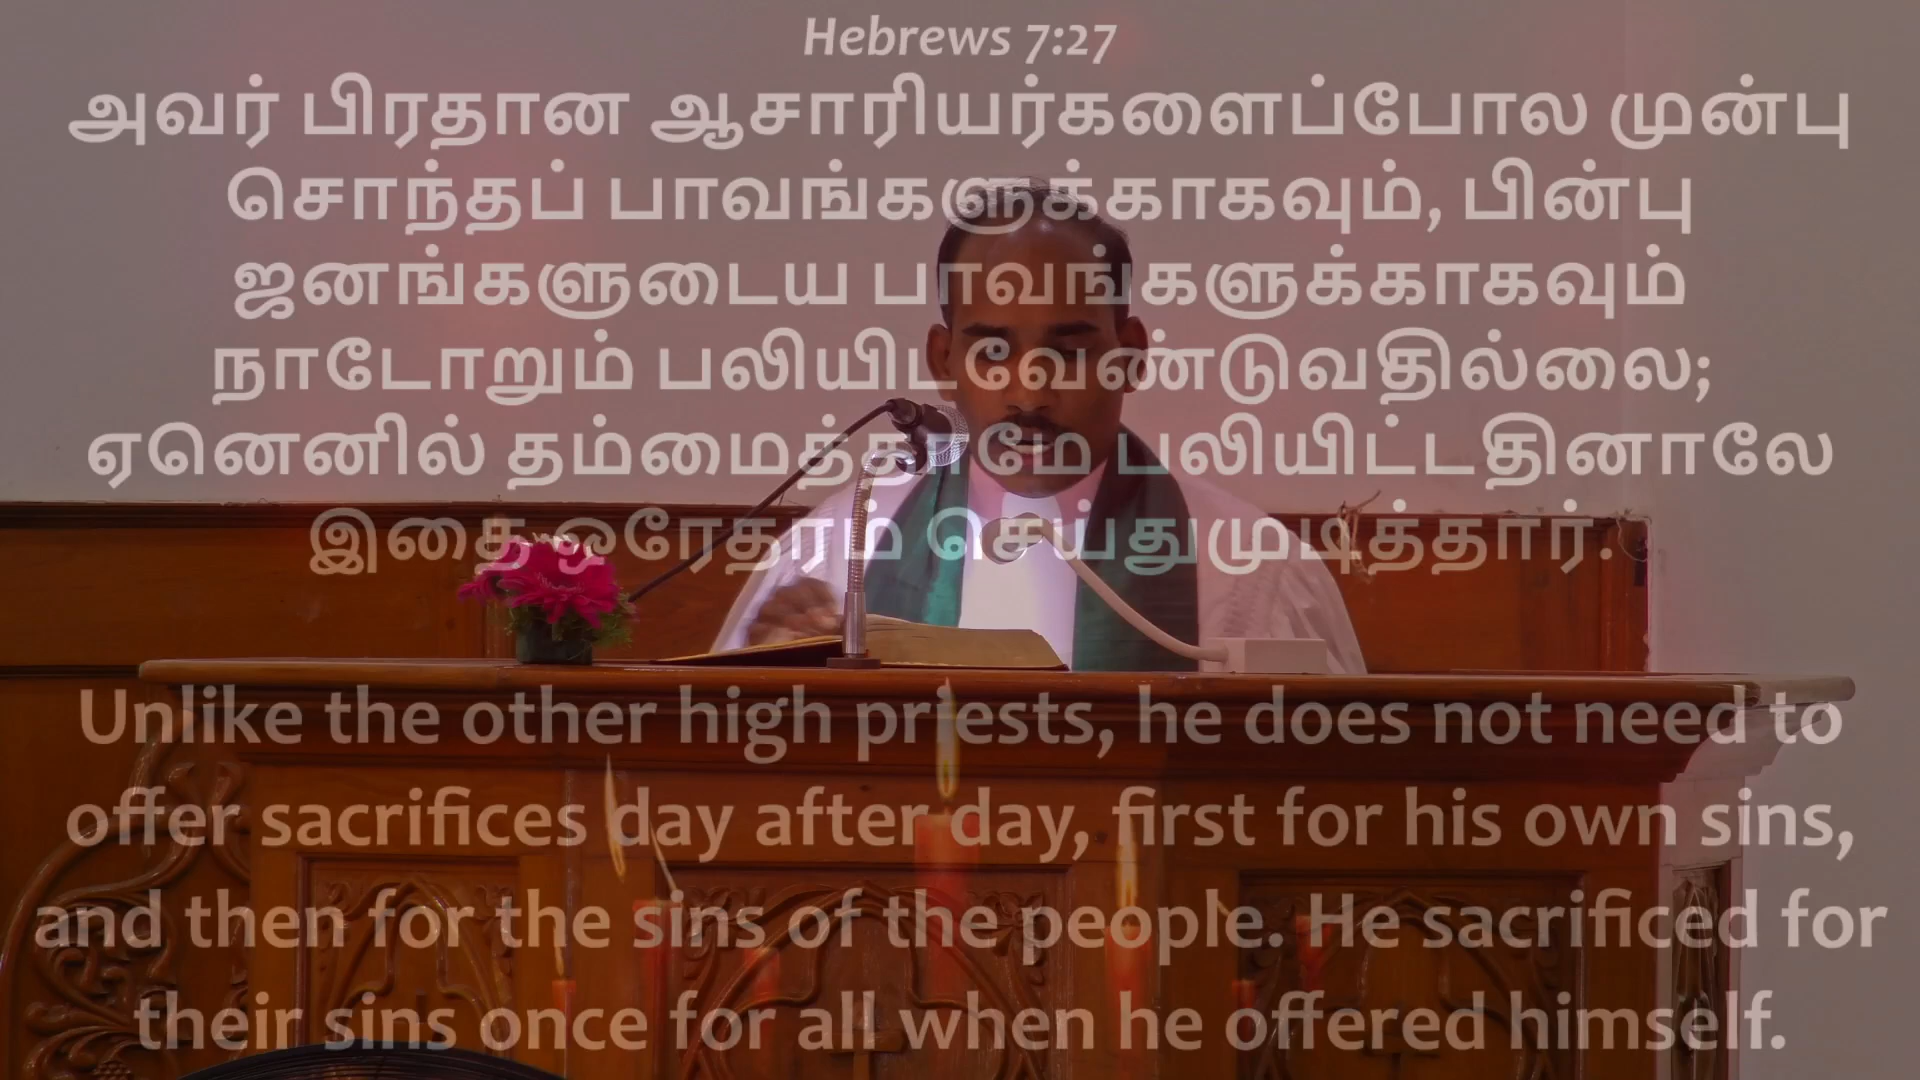 Hebrews 7:27
அவர் பிரதான ஆசாரியர்களைப்போல முன்பு
சொந்தப் பாவங்களுக்காகவும், பின்பு
ஜனங்களுடைய பாவங்களுக்காகவும்
நாடோறும் பலியிடவேண்டுவதில்லை;
ஏனெனில் தம்மைத்தாமே பலியிட்டதினாலே
இதை ஒரேதரம் செய்துமுடித்தார்.
Unlike the other high priests, he does not need to
offer sacrifices day after day, first for his own sins,
and then for the sins of the people. He sacrificed for
their sins once for all when he offered himself.